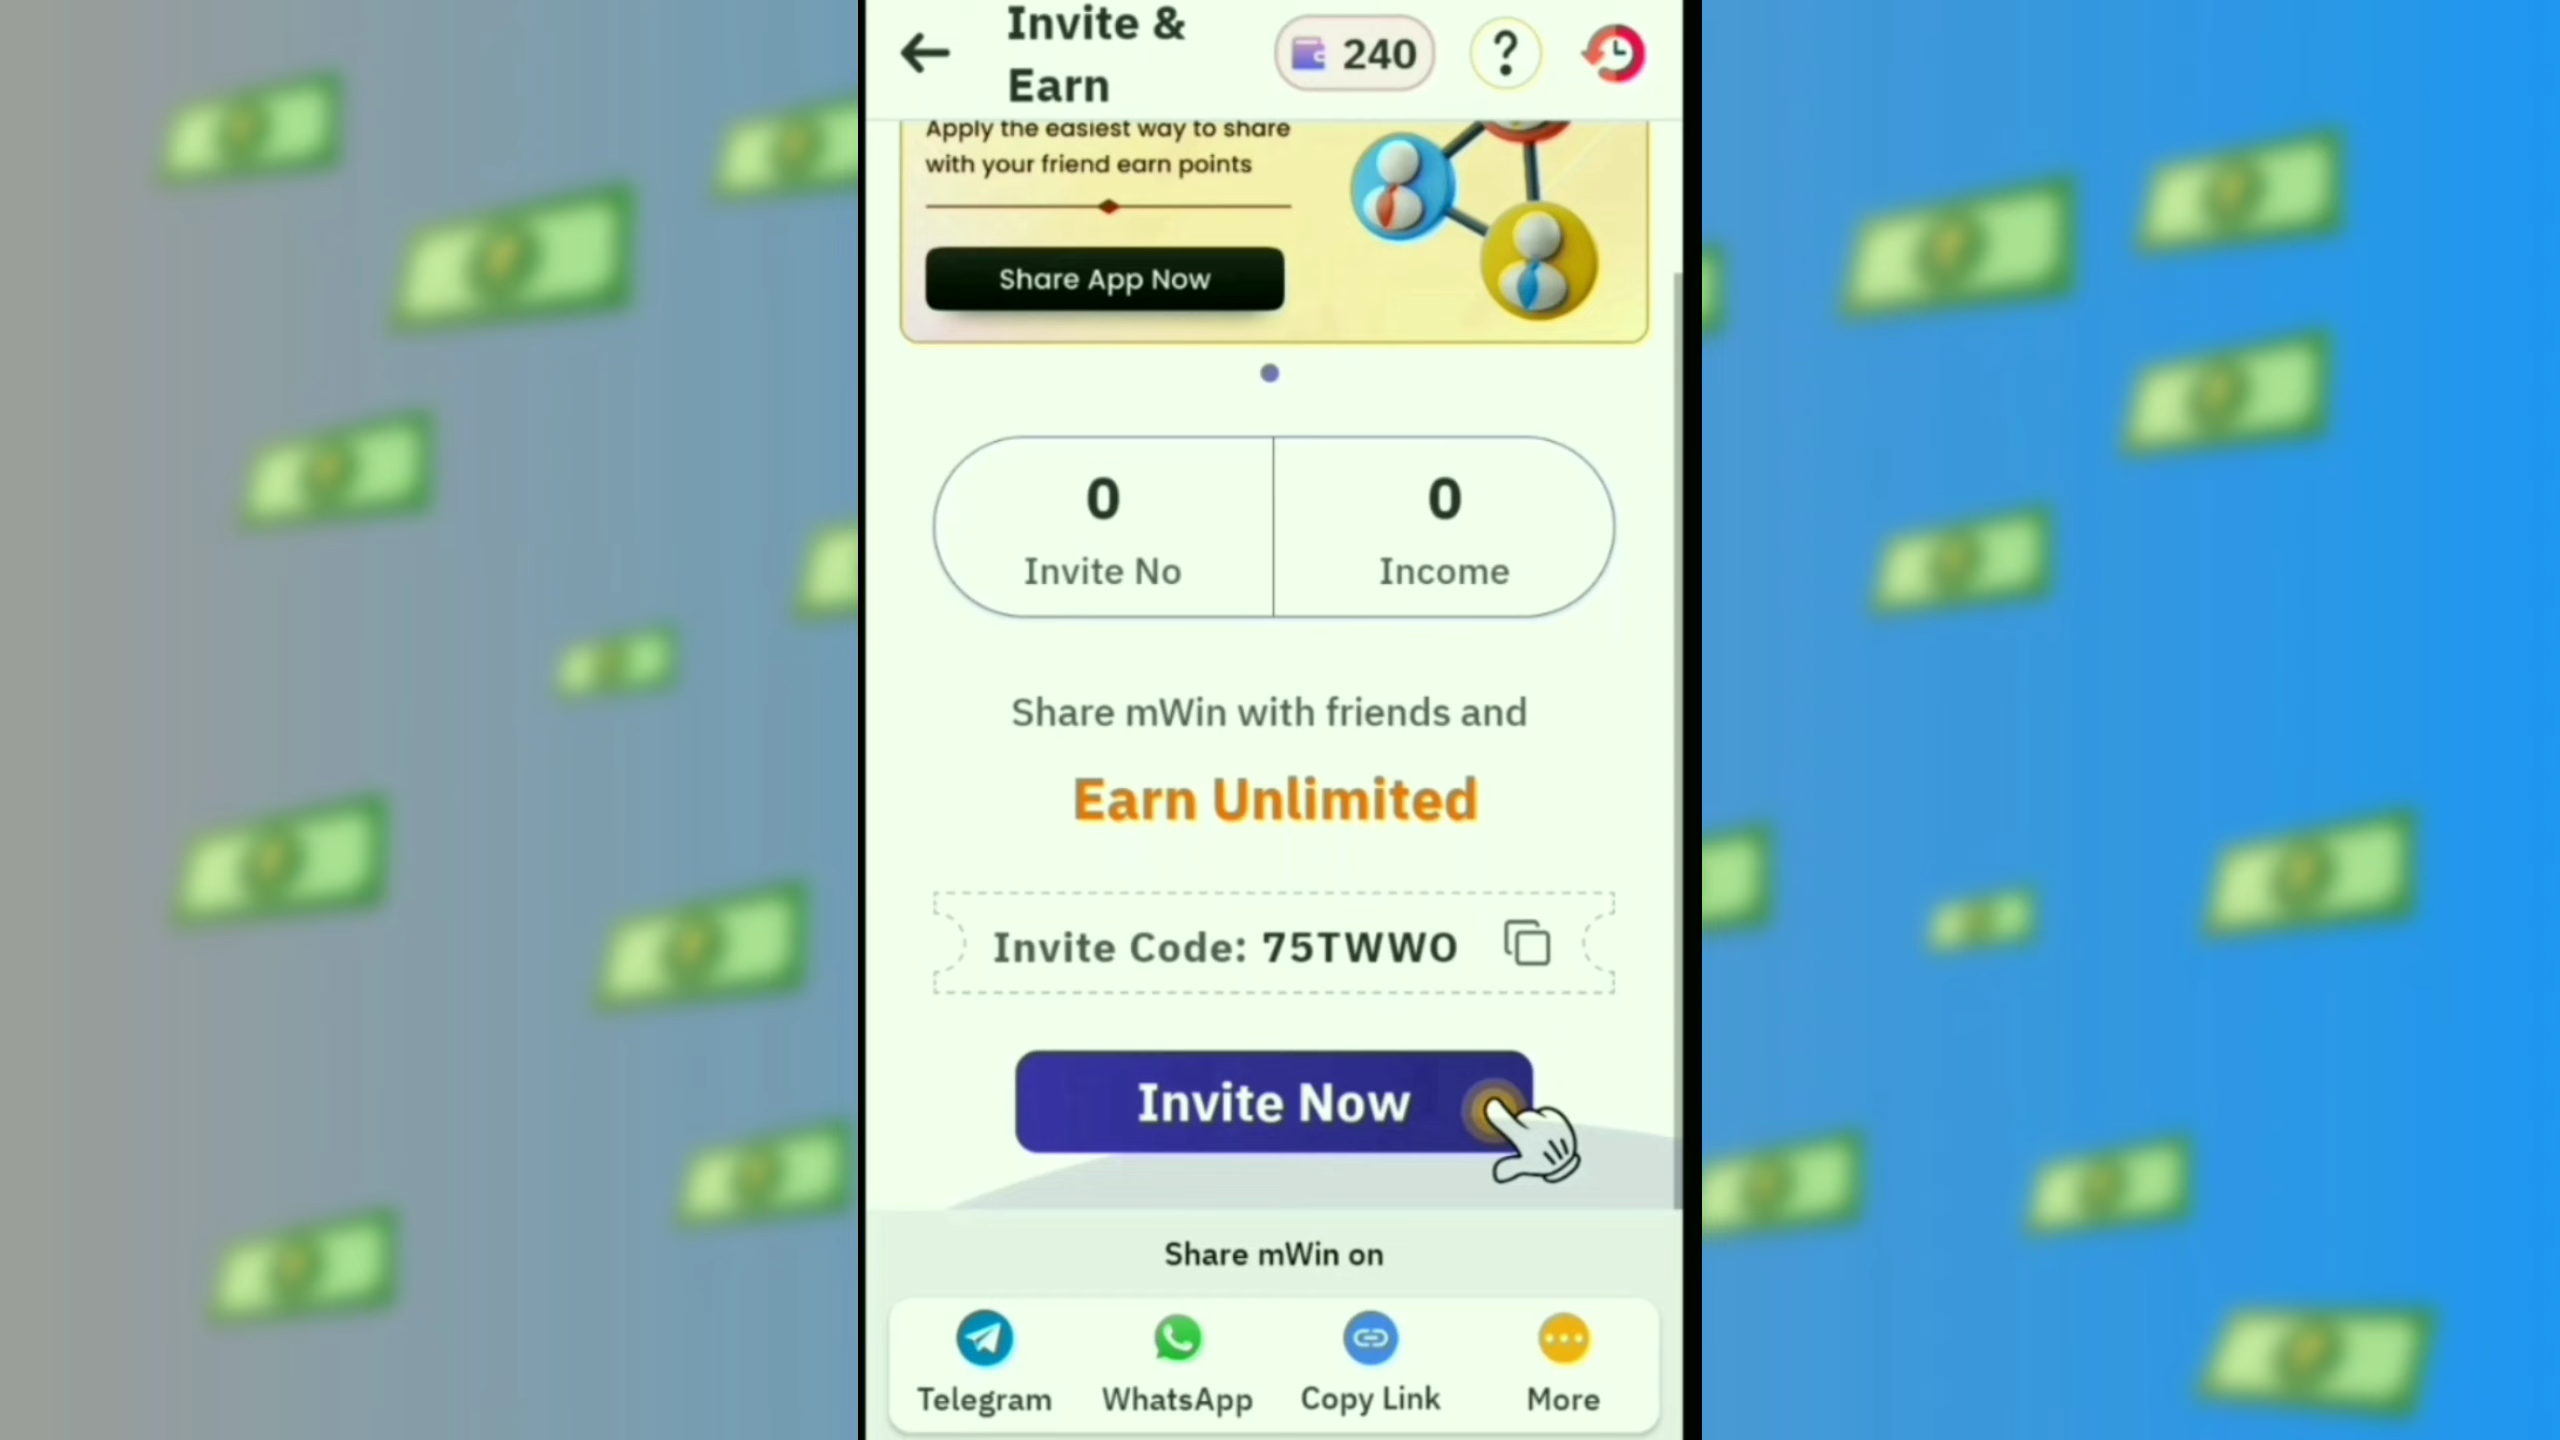 Invite &
Earn
240
?
Apply the easiest way to share
with your friend earn points
Share App Now
0
Invite No
0
Income
Share mWin with friends and
Earn Unlimited
Invite Code: 75TWWO
Invite Now
Share mWin on
Telegram
WhatsApp
Copy Link
More